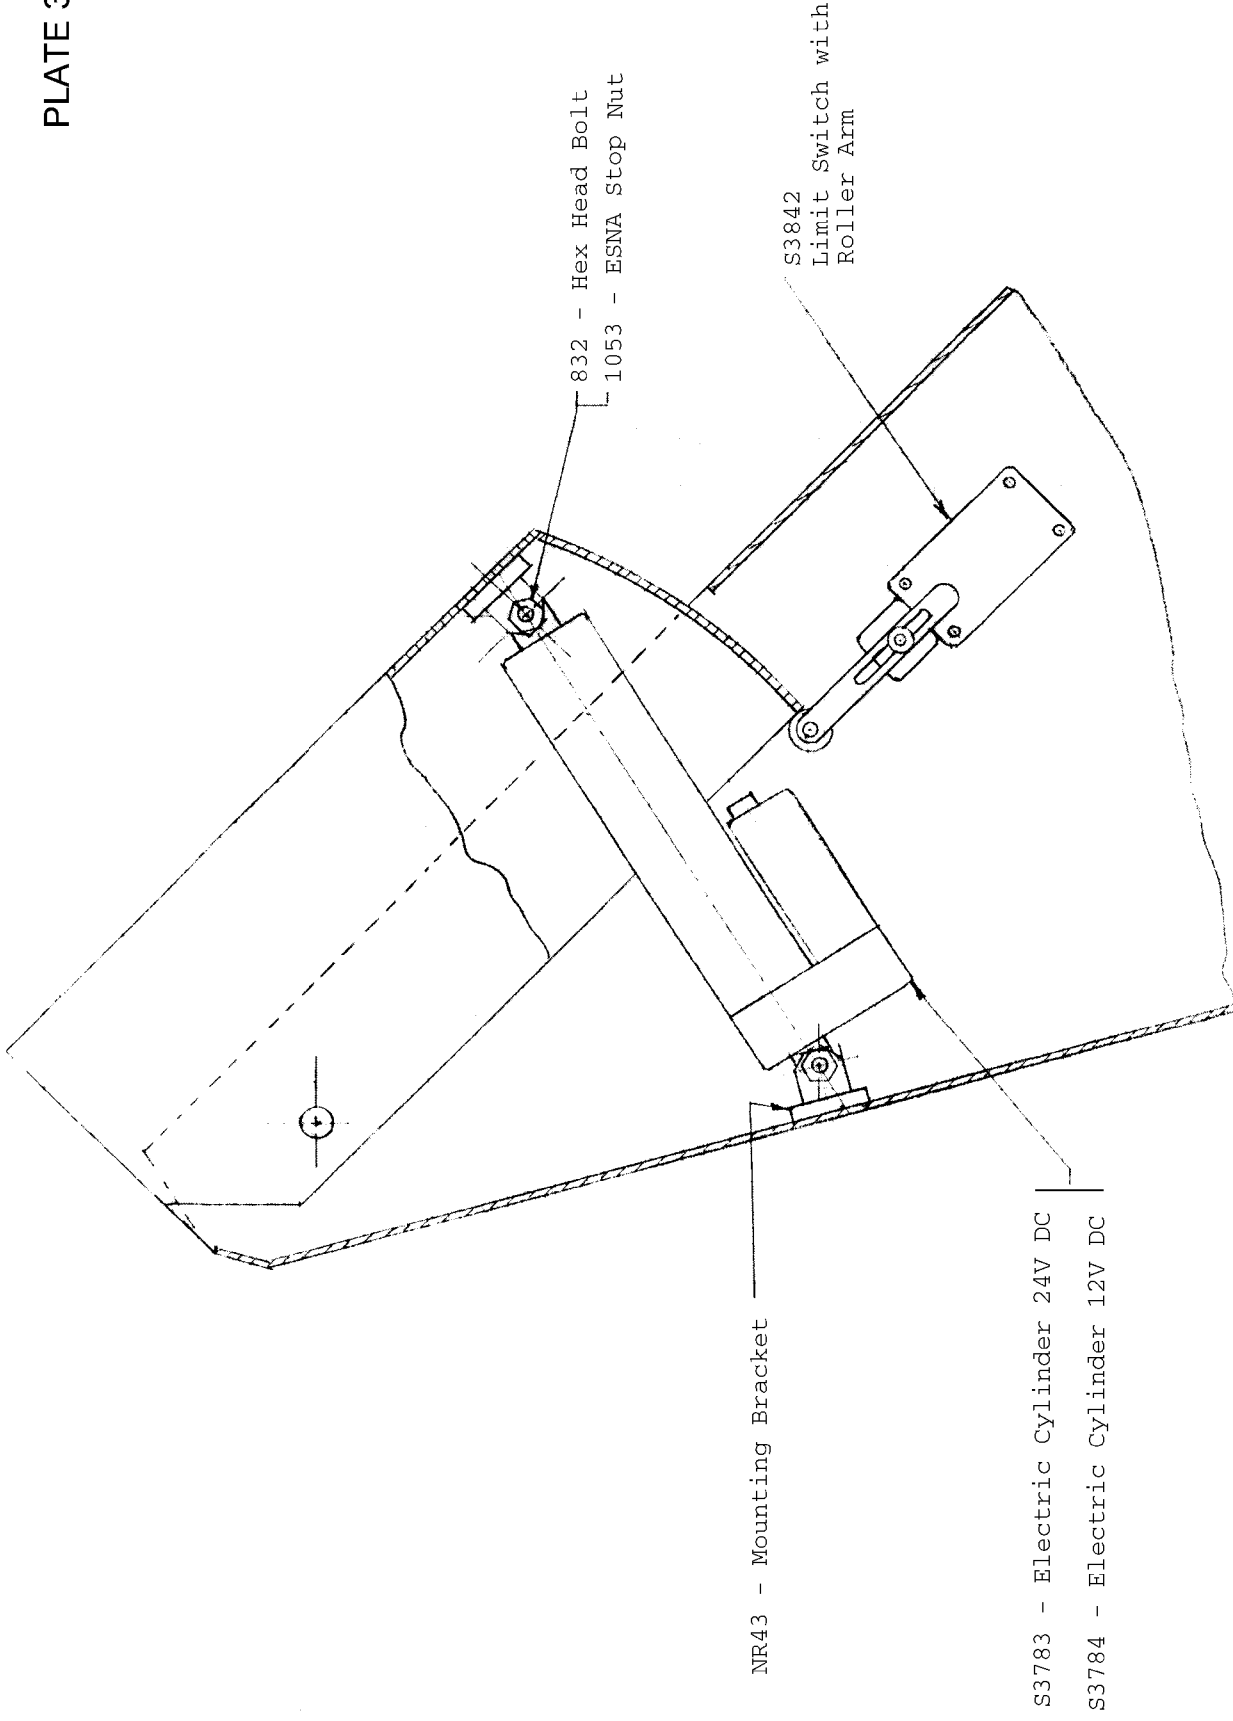 PLATE 3
832 - Hex Head Bolt
1053 - ESNA Stop Nut
S3842
Limit Switch with
Roller Arm
NR43 - Mounting Bracket
S3783 - Electric Cylinder 24V DC
S3784 - Electric Cylinder 12V DC